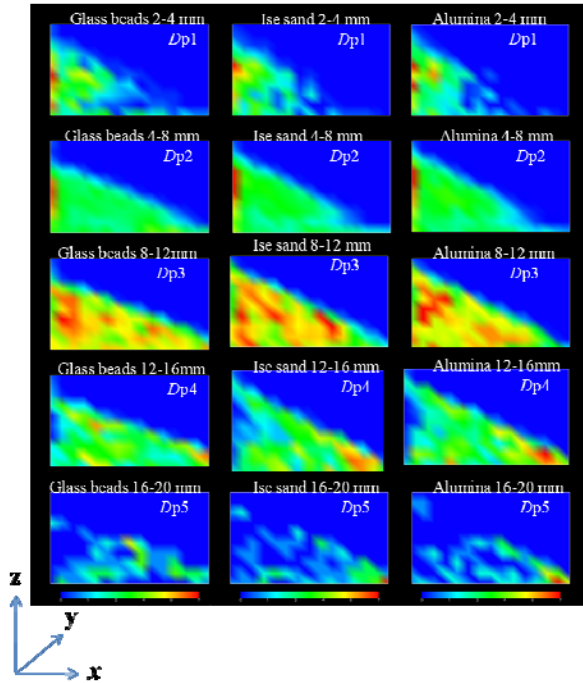 Glass beads 2-4 mm Ise sand 2-4 mm Alumina 2-4 mm
Dp1 Dp1 Dp1
Glass beads 4-8 mm Ise sand 4-8 mm Alumina 4-8 mm
Dp2 Dp2 Dp2
Glass beads 8-12mm Ise sand 8-12 mm Alumina 8-12 mm
Dp3 Dp3 Dp3
Glass beads 12-16 mm Ise sand 12-16 mm Alumina 12-16mm
Dp4 Dp4 Dp4
Glass beads 16-20 mm Ise sand 16-20 mm Alumina 16-20 mm
Dp5 Dp5 Dp5
z
y
x